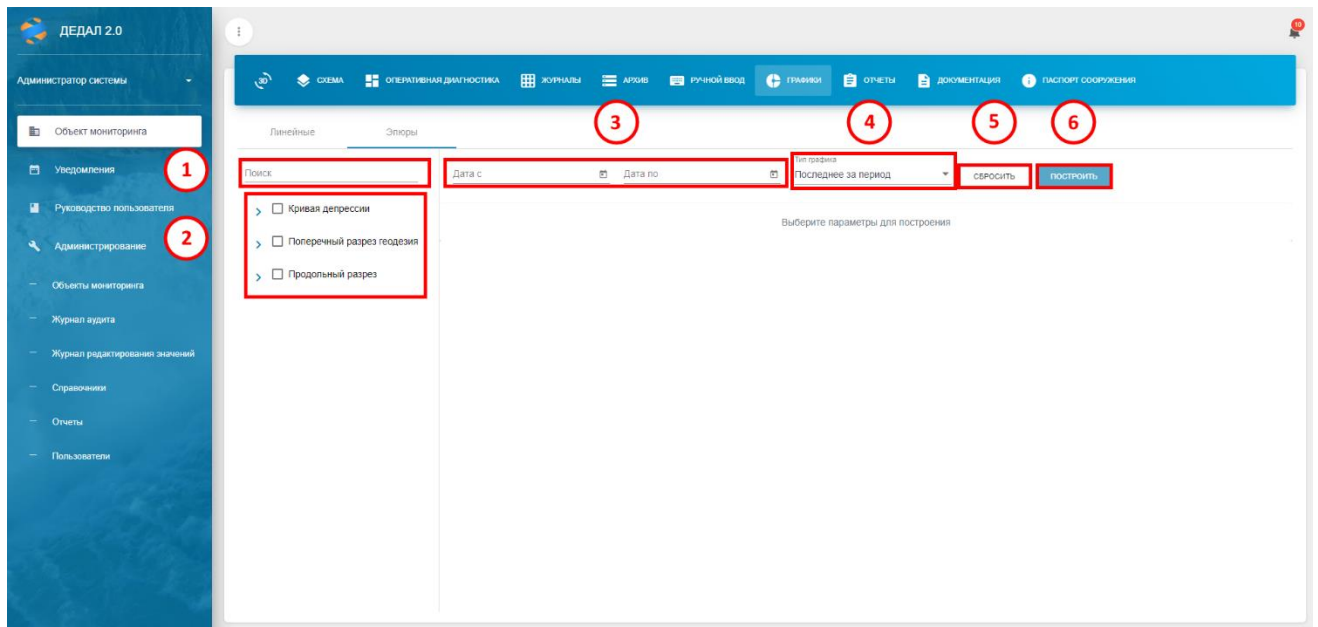 ДЕДАЛ 2.0
10
Администратор системы
Объект мониторинга
Уведомления
Руководство пользователя
Администрирование
Объекты мониторинга
Журнал аудита
Журнал редактирования значений
Справочники
Отчеты
Пользователи
3D
СХЕМА
ОПЕРАТИВНАЯ ДИАГНОСТИКА
ЖУРНАЛЫ
АРХИВ
РУЧНОЙ ВВОД
ГРАФИКИ
ОТЧЕТЫ
ДОКУМЕНТАЦИЯ
ПАСПОРТ СООРУЖЕНИЯ
Линейные
Эпюры
3
4
5
6
1
Поиск
Дата с
Дата по
Тип графика
Последнее за период
СБРОСИТЬ
ПОСТРОИТЬ
2
Кривая депрессии
Поперечный разрез геодезия
Продольный разрез
Выберите параметры для построения